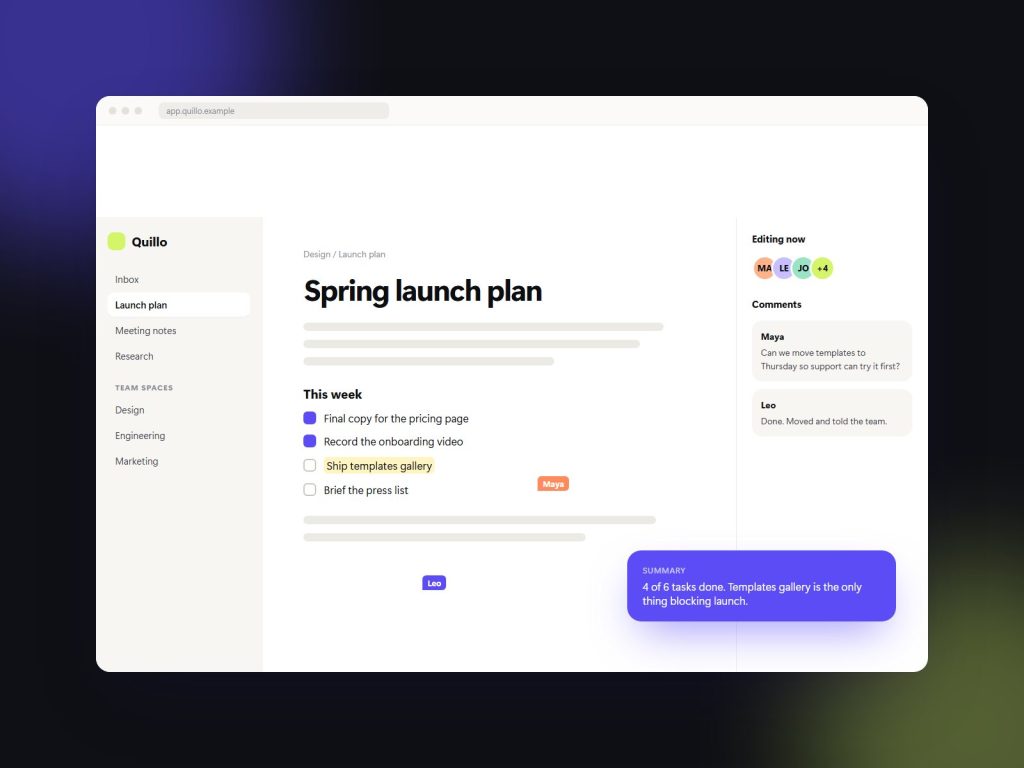 app.quillo.example
Quillo
Inbox
Launch plan
Meeting notes
Research
TEAM SPACES
Design
Engineering
Marketing
Design / Launch plan
Spring launch plan
This week
Final copy for the pricing page
Record the onboarding video
Ship templates gallery
Brief the press list
Maya
Leo
Editing now
MA LE JO +4
Comments
Maya
Can we move templates to
Thursday so support can try it first?
Leo
Done. Moved and told the team.
SUMMARY
4 of 6 tasks done. Templates gallery is the only
thing blocking launch.